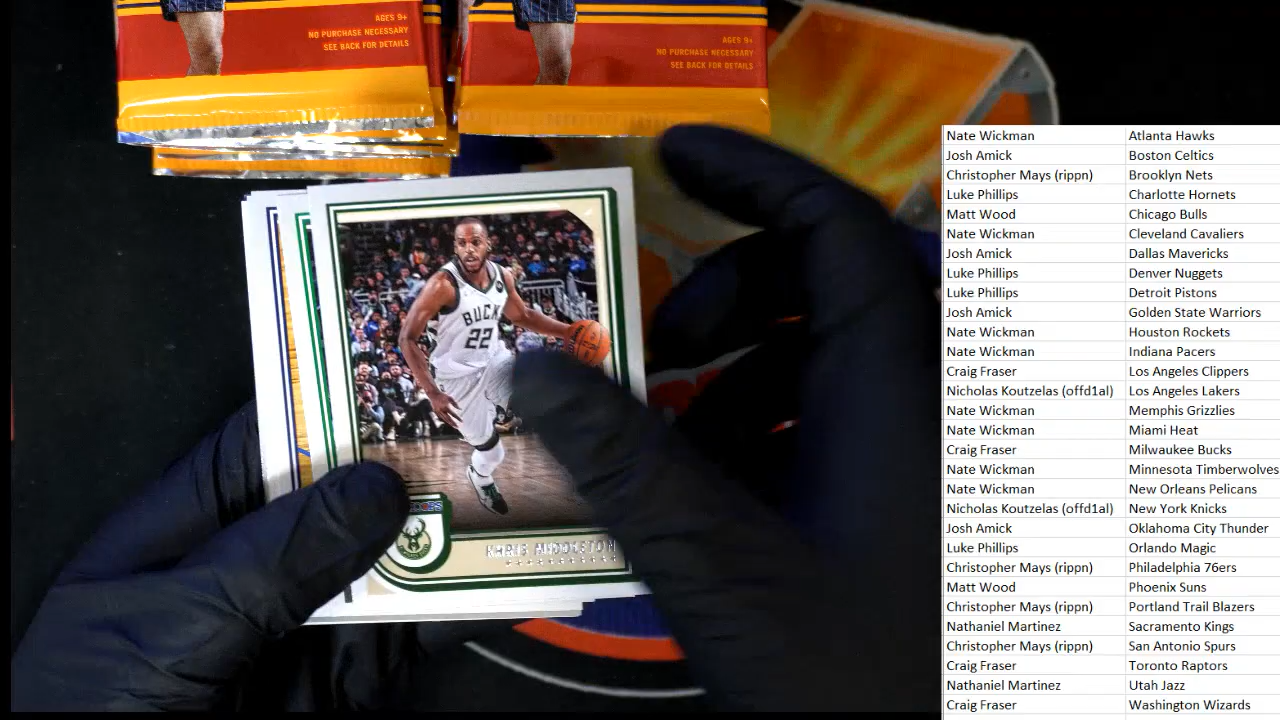 AGES 9+
NO PURCHASE NECESSARY
SEE BACK FOR DETAILS
AGES 9+
NO PURCHASE NECESSARY
SEE BACK FOR DETAILS
BUCK
22
HOOPS
KHRIS MIDDLETON
Nate Wickman Atlanta Hawks
Josh Amick Boston Celtics
Christopher Mays (rippn) Brooklyn Nets
Luke Phillips Charlotte Hornets
Matt Wood Chicago Bulls
Nate Wickman Cleveland Cavaliers
Josh Amick Dallas Mavericks
Luke Phillips Denver Nuggets
Luke Phillips Detroit Pistons
Josh Amick Golden State Warriors
Nate Wickman Houston Rockets
Nate Wickman Indiana Pacers
Craig Fraser Los Angeles Clippers
Nicholas Koutzelas (offd1al) Los Angeles Lakers
Nate Wickman Memphis Grizzlies
Nate Wickman Miami Heat
Craig Fraser Milwaukee Bucks
Nate Wickman Minnesota Timberwolves
Nate Wickman New Orleans Pelicans
Nicholas Koutzelas (offd1al) New York Knicks
Josh Amick Oklahoma City Thunder
Luke Phillips Orlando Magic
Christopher Mays (rippn) Philadelphia 76ers
Matt Wood Phoenix Suns
Christopher Mays (rippn) Portland Trail Blazers
Nathaniel Martinez Sacramento Kings
Christopher Mays (rippn) San Antonio Spurs
Craig Fraser Toronto Raptors
Nathaniel Martinez Utah Jazz
Craig Fraser Washington Wizards